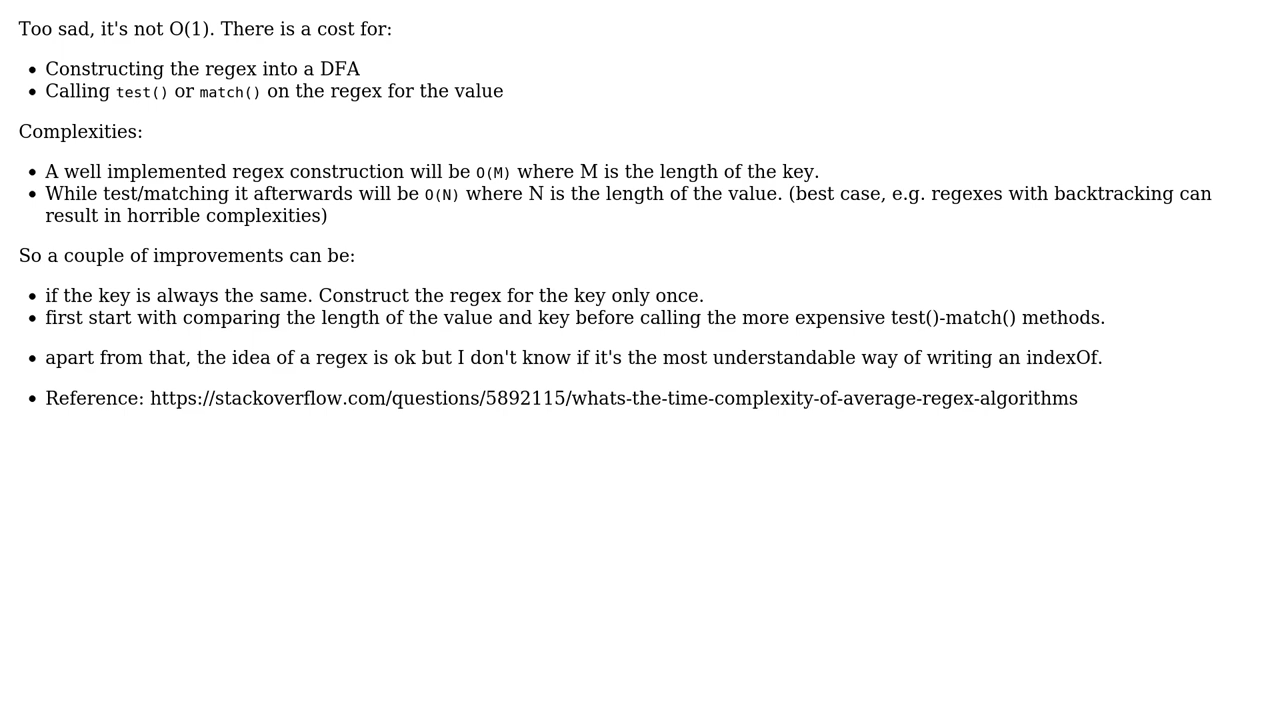 Too sad, it's not O(1). There is a cost for:
• Constructing the regex into a DFA
• Calling test() or match() on the regex for the value
Complexities:
• A well implemented regex construction will be O(M) where M is the length of the key.
• While test/matching it afterwards will be O(N) where N is the length of the value. (best case, e.g. regexes with backtracking can
result in horrible complexities)
So a couple of improvements can be:
• if the key is always the same. Construct the regex for the key only once.
• first start with comparing the length of the value and key before calling the more expensive test()-match() methods.
• apart from that, the idea of a regex is ok but I don't know if it's the most understandable way of writing an indexOf.
• Reference: https://stackoverflow.com/questions/5892115/whats-the-time-complexity-of-average-regex-algorithms